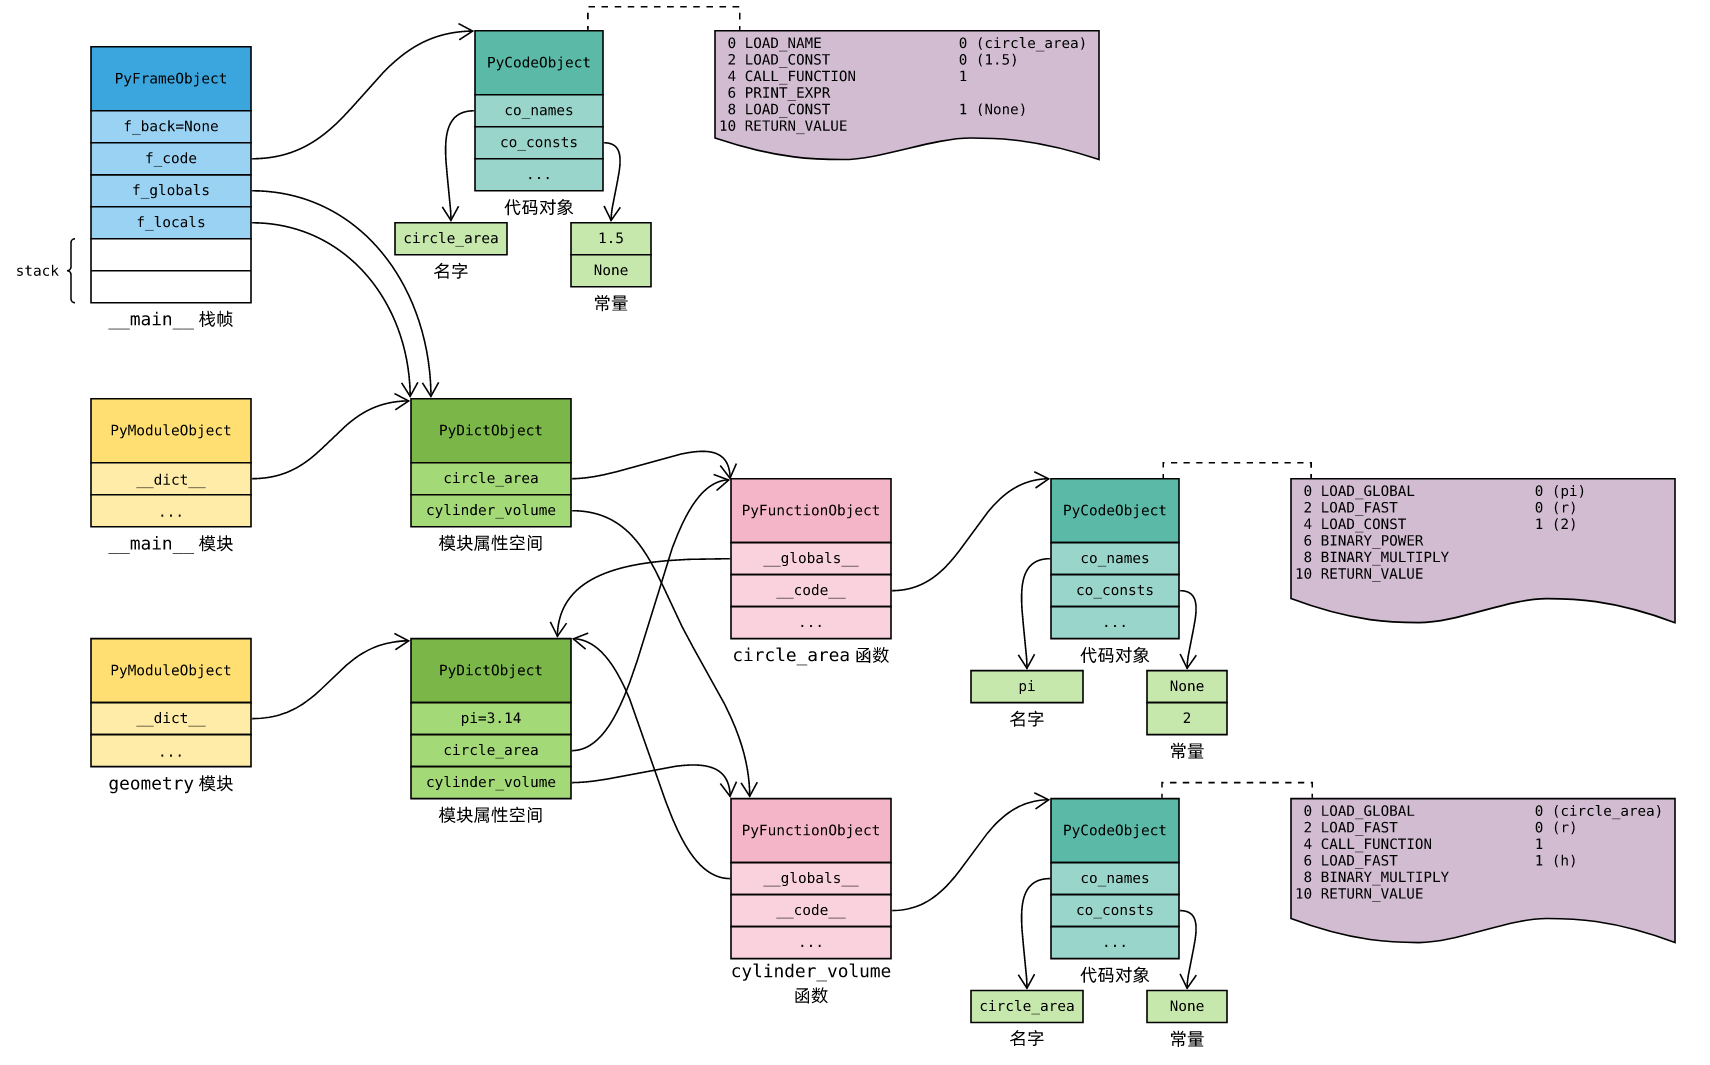 PyFrameObject
f_back=None
f_code
f_globals
f_locals
stack
__main__ 栈帧
PyCodeObject
co_names
co_consts
...
代码对象
circle_area
名字
1.5
None
常量
0 LOAD_NAME 0 (circle_area)
2 LOAD_CONST 0 (1.5)
4 CALL_FUNCTION 1
6 PRINT_EXPR
8 LOAD_CONST 1 (None)
10 RETURN_VALUE
PyModuleObject
__dict__
...
__main__ 模块
PyDictObject
circle_area
cylinder_volume
模块属性空间
PyFunctionObject
__globals__
__code__
...
circle_area 函数
PyCodeObject
co_names
co_consts
...
代码对象
pi
名字
None
2
常量
0 LOAD_GLOBAL 0 (pi)
2 LOAD_FAST 0 (r)
4 LOAD_CONST 1 (2)
6 BINARY_POWER
8 BINARY_MULTIPLY
10 RETURN_VALUE
PyModuleObject
__dict__
...
geometry 模块
PyDictObject
pi=3.14
circle_area
cylinder_volume
模块属性空间
PyFunctionObject
__globals__
__code__
...
cylinder_volume
函数
PyCodeObject
co_names
co_consts
...
代码对象
circle_area
名字
None
常量
0 LOAD_GLOBAL 0 (circle_area)
2 LOAD_FAST 0 (r)
4 CALL_FUNCTION 1
6 LOAD_FAST 1 (h)
8 BINARY_MULTIPLY
10 RETURN_VALUE